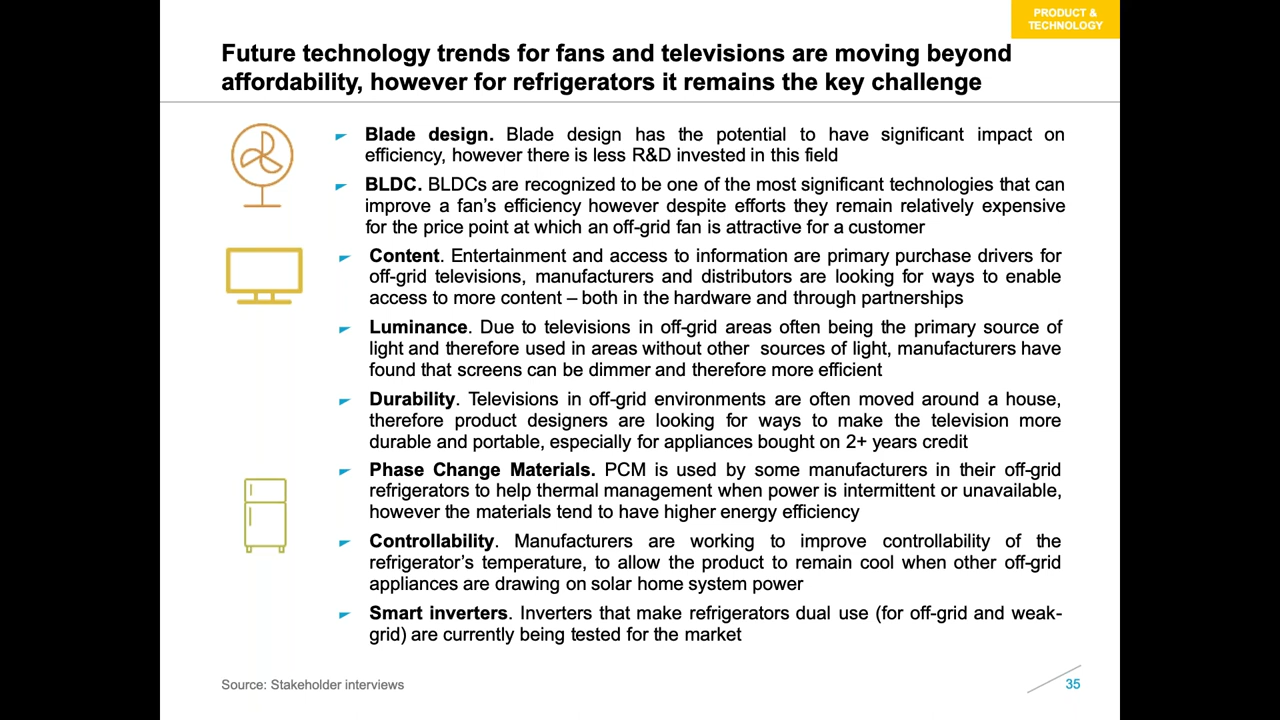 PRODUCT &
TECHNOLOGY
Future technology trends for fans and televisions are moving beyond
affordability, however for refrigerators it remains the key challenge
Blade design. Blade design has the potential to have significant impact on
efficiency, however there is less R&D invested in this field
BLDC. BLDCs are recognized to be one of the most significant technologies that can
improve a fan's efficiency however despite efforts they remain relatively expensive
for the price point at which an off-grid fan is attractive for a customer
Content. Entertainment and access to information are primary purchase drivers for
off-grid televisions, manufacturers and distributors are looking for ways to enable
access to more content – both in the hardware and through partnerships
Luminance. Due to televisions in off-grid areas often being the primary source of
light and therefore used in areas without other sources of light, manufacturers have
found that screens can be dimmer and therefore more efficient
Durability. Televisions in off-grid environments are often moved around a house,
therefore product designers are looking for ways to make the television more
durable and portable, especially for appliances bought on 2+ years credit
Phase Change Materials. PCM is used by some manufacturers in their off-grid
refrigerators to help thermal management when power is intermittent or unavailable,
however the materials tend to have higher energy efficiency
Controllability. Manufacturers are working to improve controllability of the
refrigerator's temperature, to allow the product to remain cool when other off-grid
appliances are drawing on solar home system power
Smart inverters. Inverters that make refrigerators dual use (for off-grid and weak-
grid) are currently being tested for the market
Source: Stakeholder interviews
35